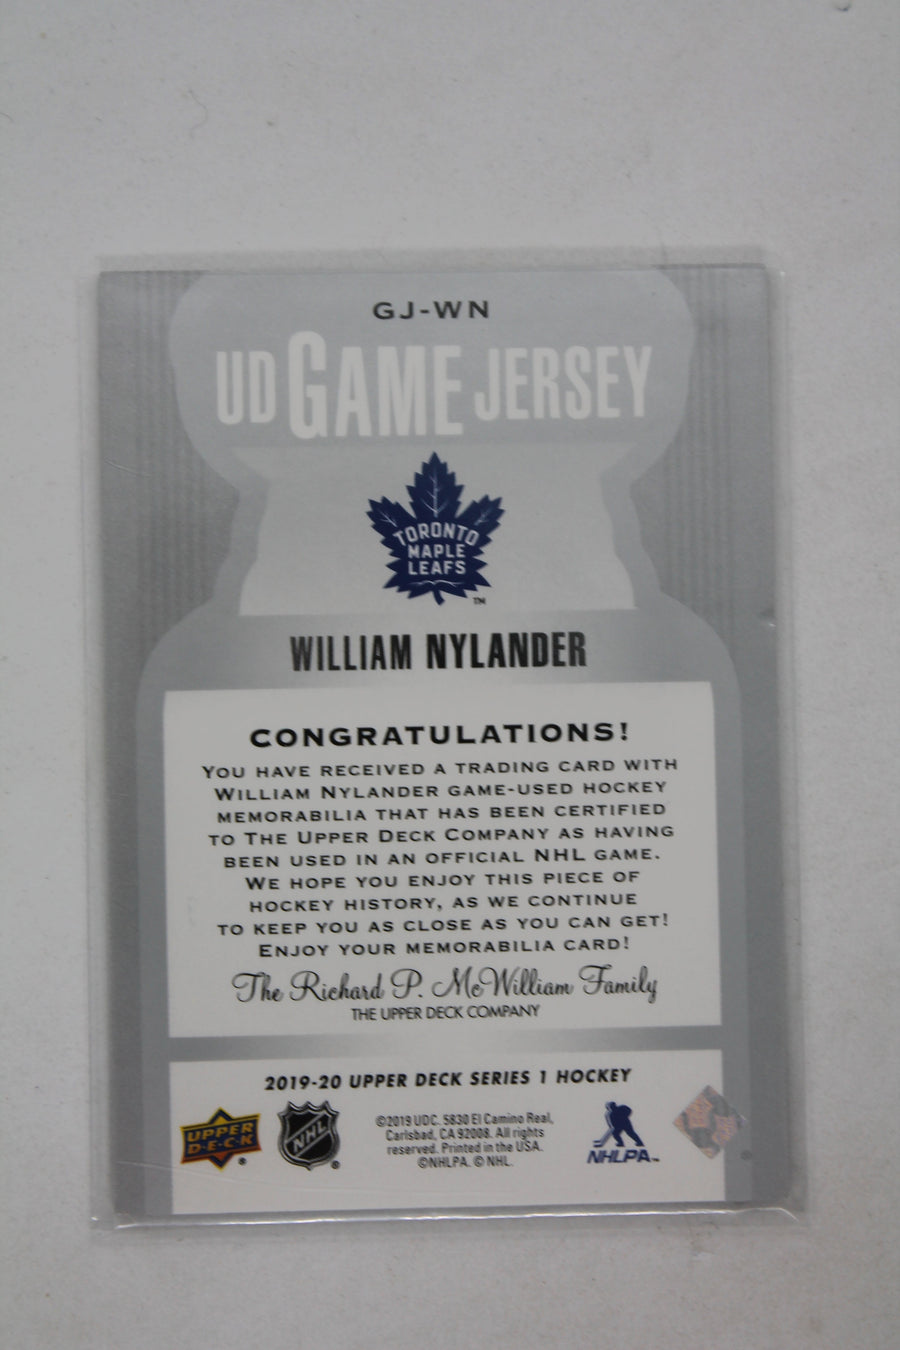 GJ-WN
UD GAME JERSEY
TORONTO
MAPLE
LEAFS
TM
WILLIAM NYLANDER
CONGRATULATIONS!
YOU HAVE RECEIVED A TRADING CARD WITH
WILLIAM NYLANDER GAME-USED HOCKEY
MEMORABILIA THAT HAS BEEN CERTIFIED
TO THE UPPER DECK COMPANY AS HAVING
BEEN USED IN AN OFFICIAL NHL GAME.
WE HOPE YOU ENJOY THIS PIECE OF
HOCKEY HISTORY, AS WE CONTINUE
TO KEEP YOU AS CLOSE AS YOU CAN GET!
ENJOY YOUR MEMORABILIA CARD!
The Richard P. McWilliam Family
THE UPPER DECK COMPANY
2019-20 UPPER DECK SERIES 1 HOCKEY
UPPER
D·E·C·K
®
NHL
®
©2019 UDC. 5830 El Camino Real,
Carlsbad, CA 92008. All rights
reserved. Printed in the USA.
©NHLPA. © NHL.
NHLPA™